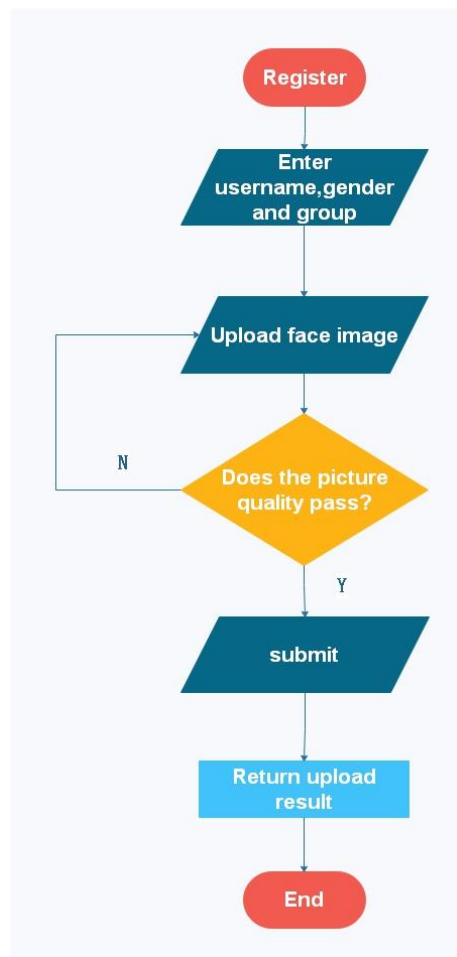 Register
Enter
username,gender
and group
Upload face image
Does the picture
quality pass?
N
Y
submit
Return upload
result
End